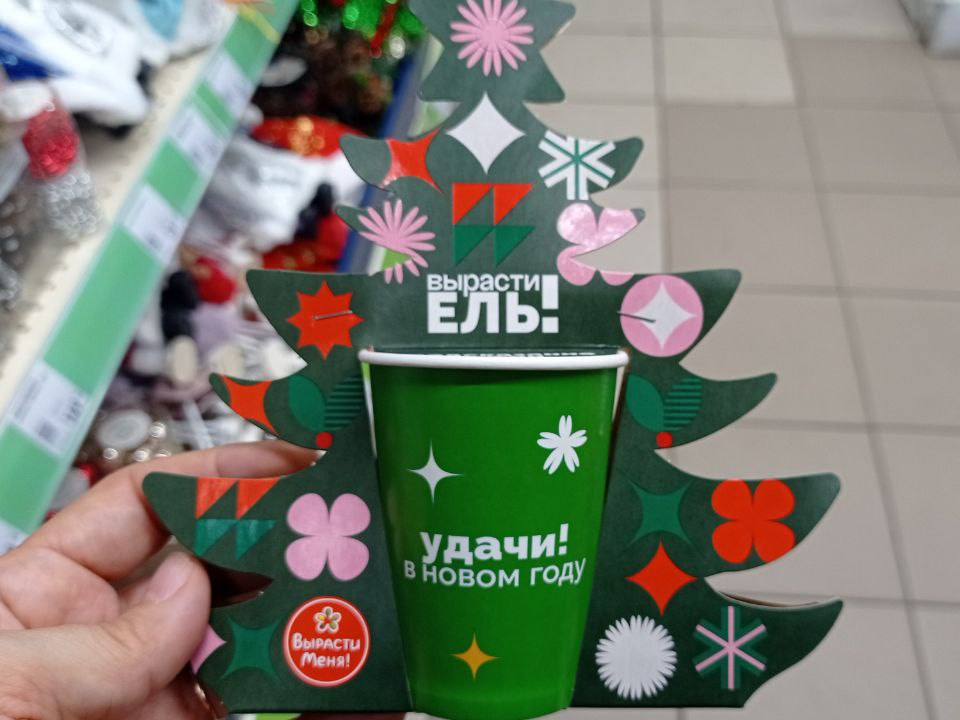 вырасти
ЕЛЬ!
удачи!
в новом году
Вырасти
Меня!